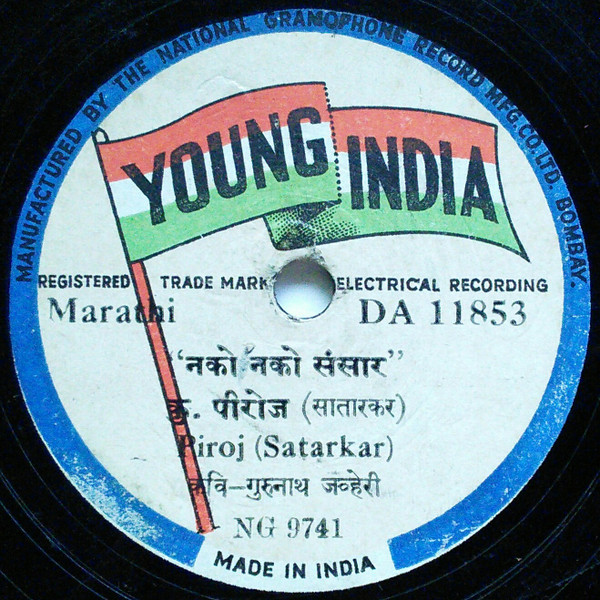 MANUFACTURED BY THE NATIONAL GRAMOPHONE RECORD MFG.CO.LTD. BOMBAY.
YOUNG INDIA
REGISTERED TRADE MARK ELECTRICAL RECORDING
Marathi DA 11853
"नको नको संसार"
कु. पीरोज (सातारकर)
Piroj (Satarkar)
कवि-गुरुनाथ जव्हेरी
NG 9741
MADE IN INDIA